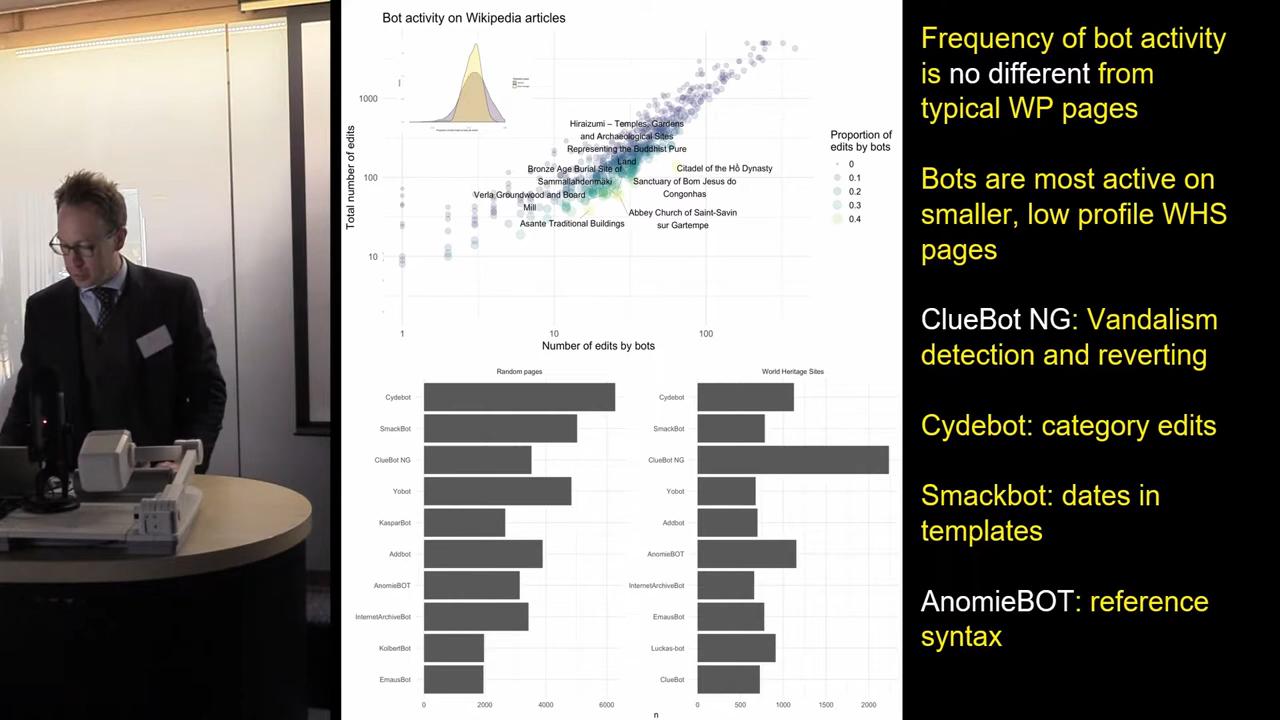 Bot activity on Wikipedia articles
Total number of edits
1000
100
10
Hiraizumi – Temples, Gardens
and Archaeological Sites
Representing the Buddhist Pure
Land
Bronze Age Burial Site of
Sammallahdenmäki
Verla Groundwood and Board
Mill
Asante Traditional Buildings
Citadel of the Hồ Dynasty
Sanctuary of Bom Jesus do
Congonhas
Abbey Church of Saint-Savin
sur Gartempe
1
10
100
Number of edits by bots
Proportion of
edits by bots
0
0.1
0.2
0.3
0.4
Random pages
Cydebot
SmackBot
ClueBot NG
Yobot
KasparBot
Addbot
AnomieBOT
InternetArchiveBot
KolbertBot
EmausBot
0
2000
4000
6000
World Heritage Sites
Cydebot
SmackBot
ClueBot NG
Yobot
Addbot
AnomieBOT
InternetArchiveBot
EmausBot
Luckas-bot
ClueBot
0
500
1000
1500
2000
n
Frequency of bot activity
is no different from
typical WP pages
Bots are most active on
smaller, low profile WHS
pages
ClueBot NG: Vandalism
detection and reverting
Cydebot: category edits
Smackbot: dates in
templates
AnomieBOT: reference
syntax